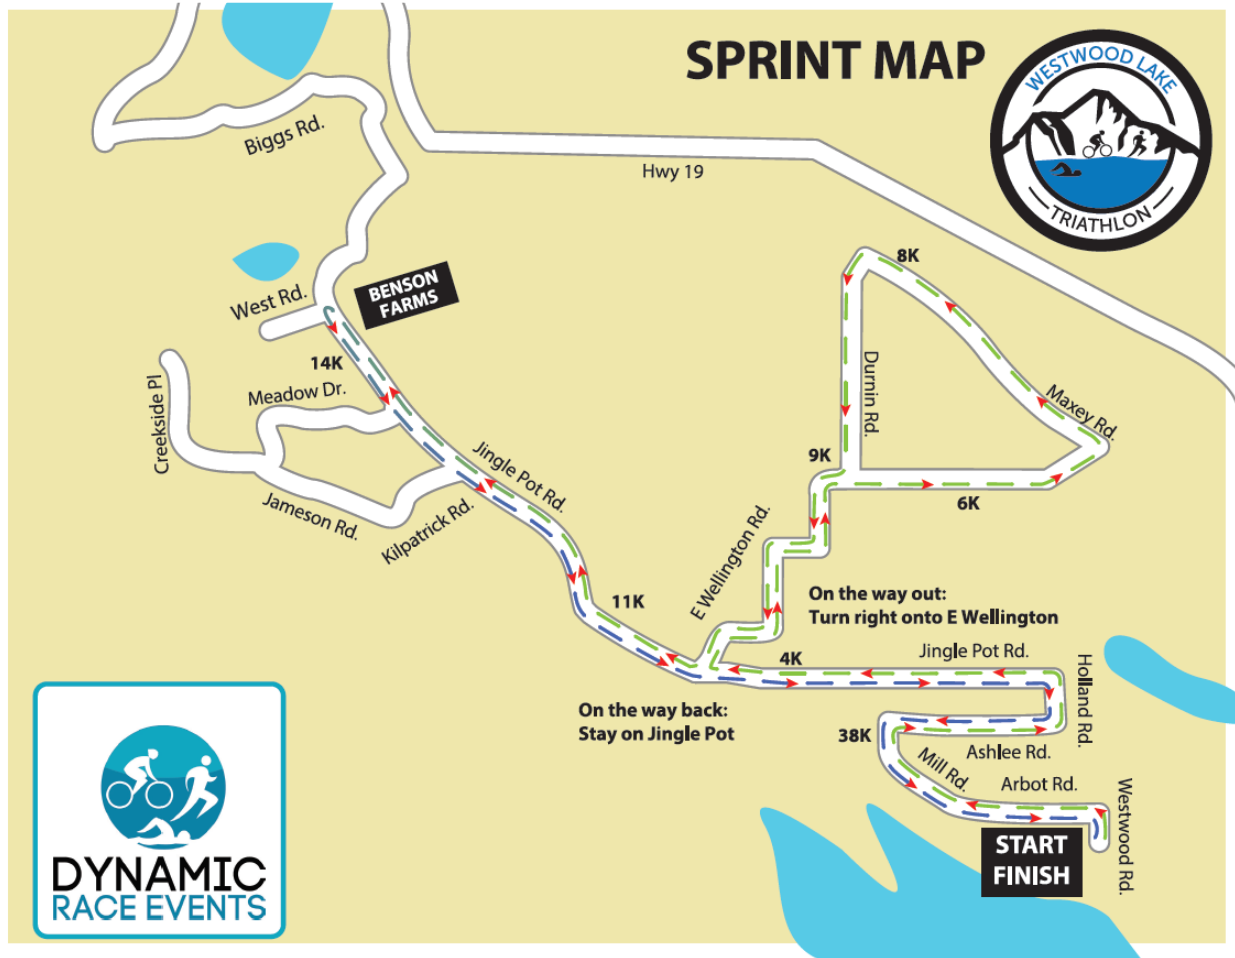 SPRINT MAP
WESTWOOD LAKE
TRIATHLON
Biggs Rd.
Hwy 19
8K
West Rd.
BENSON
FARMS
14K
Meadow Dr.
Creekside Pl
Durnin Rd.
Maxey Rd.
9K
Jingle Pot Rd.
6K
Jameson Rd.
Kilpatrick Rd.
E Wellington Rd.
11K
On the way out:
Turn right onto E Wellington
4K
Jingle Pot Rd.
Holland Rd.
On the way back:
Stay on Jingle Pot
38K
Ashlee Rd.
Mill Rd.
Arbot Rd.
Westwood Rd.
START
FINISH
DYNAMIC
RACE EVENTS